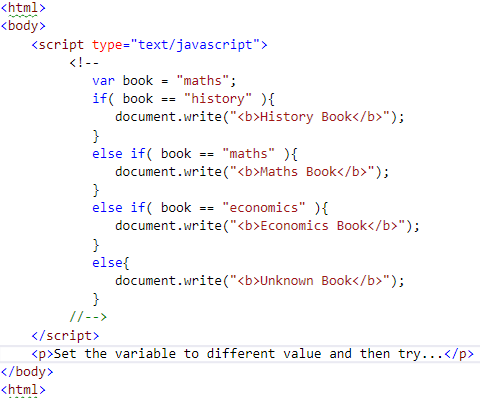 <html>
<body>
    <script type="text/javascript">
         <!--
            var book = "maths";
            if( book == "history" ){
               document.write("<b>History Book</b>");
            }
            else if( book == "maths" ){
               document.write("<b>Maths Book</b>");
            }
            else if( book == "economics" ){
               document.write("<b>Economics Book</b>");
            }
            else{
               document.write("<b>Unknown Book</b>");
            }
         //-->
    </script>
    <p>Set the variable to different value and then try...</p>
</body>
<html>